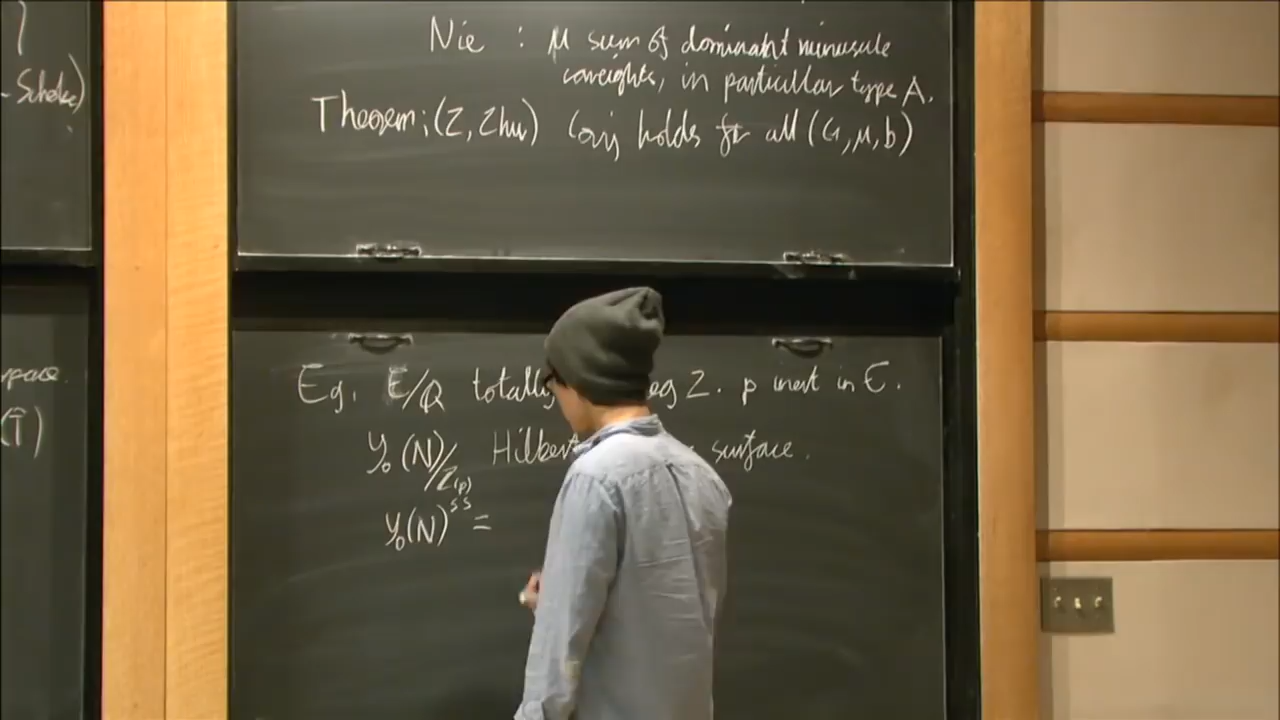 - Scholze)
Nie : μ sum of dominant minuscule
coweights, in particular type A.
Theorem: (Z, Zhu) Conj holds for all (G, μ, b)
space.
(T̄)
Eg. E/Q totally eg 2. p inert in E.
Y₀(N)/Z₍p₎ Hilbert surface.
Y₀(N)^ss =